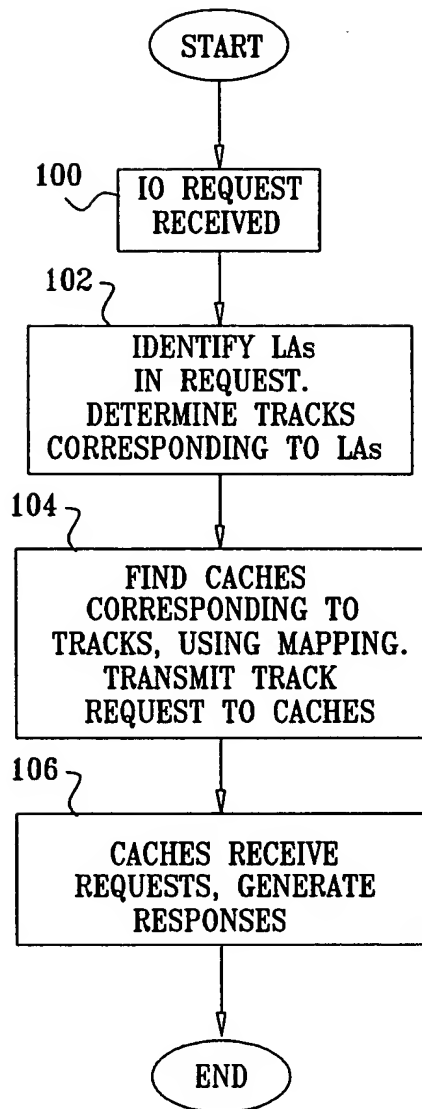 START
100
IO REQUEST
RECEIVED
102
IDENTIFY LAs
IN REQUEST.
DETERMINE TRACKS
CORRESPONDING TO LAs
104
FIND CACHES
CORRESPONDING TO
TRACKS, USING MAPPING.
TRANSMIT TRACK
REQUEST TO CACHES
106
CACHES RECEIVE
REQUESTS, GENERATE
RESPONSES
END